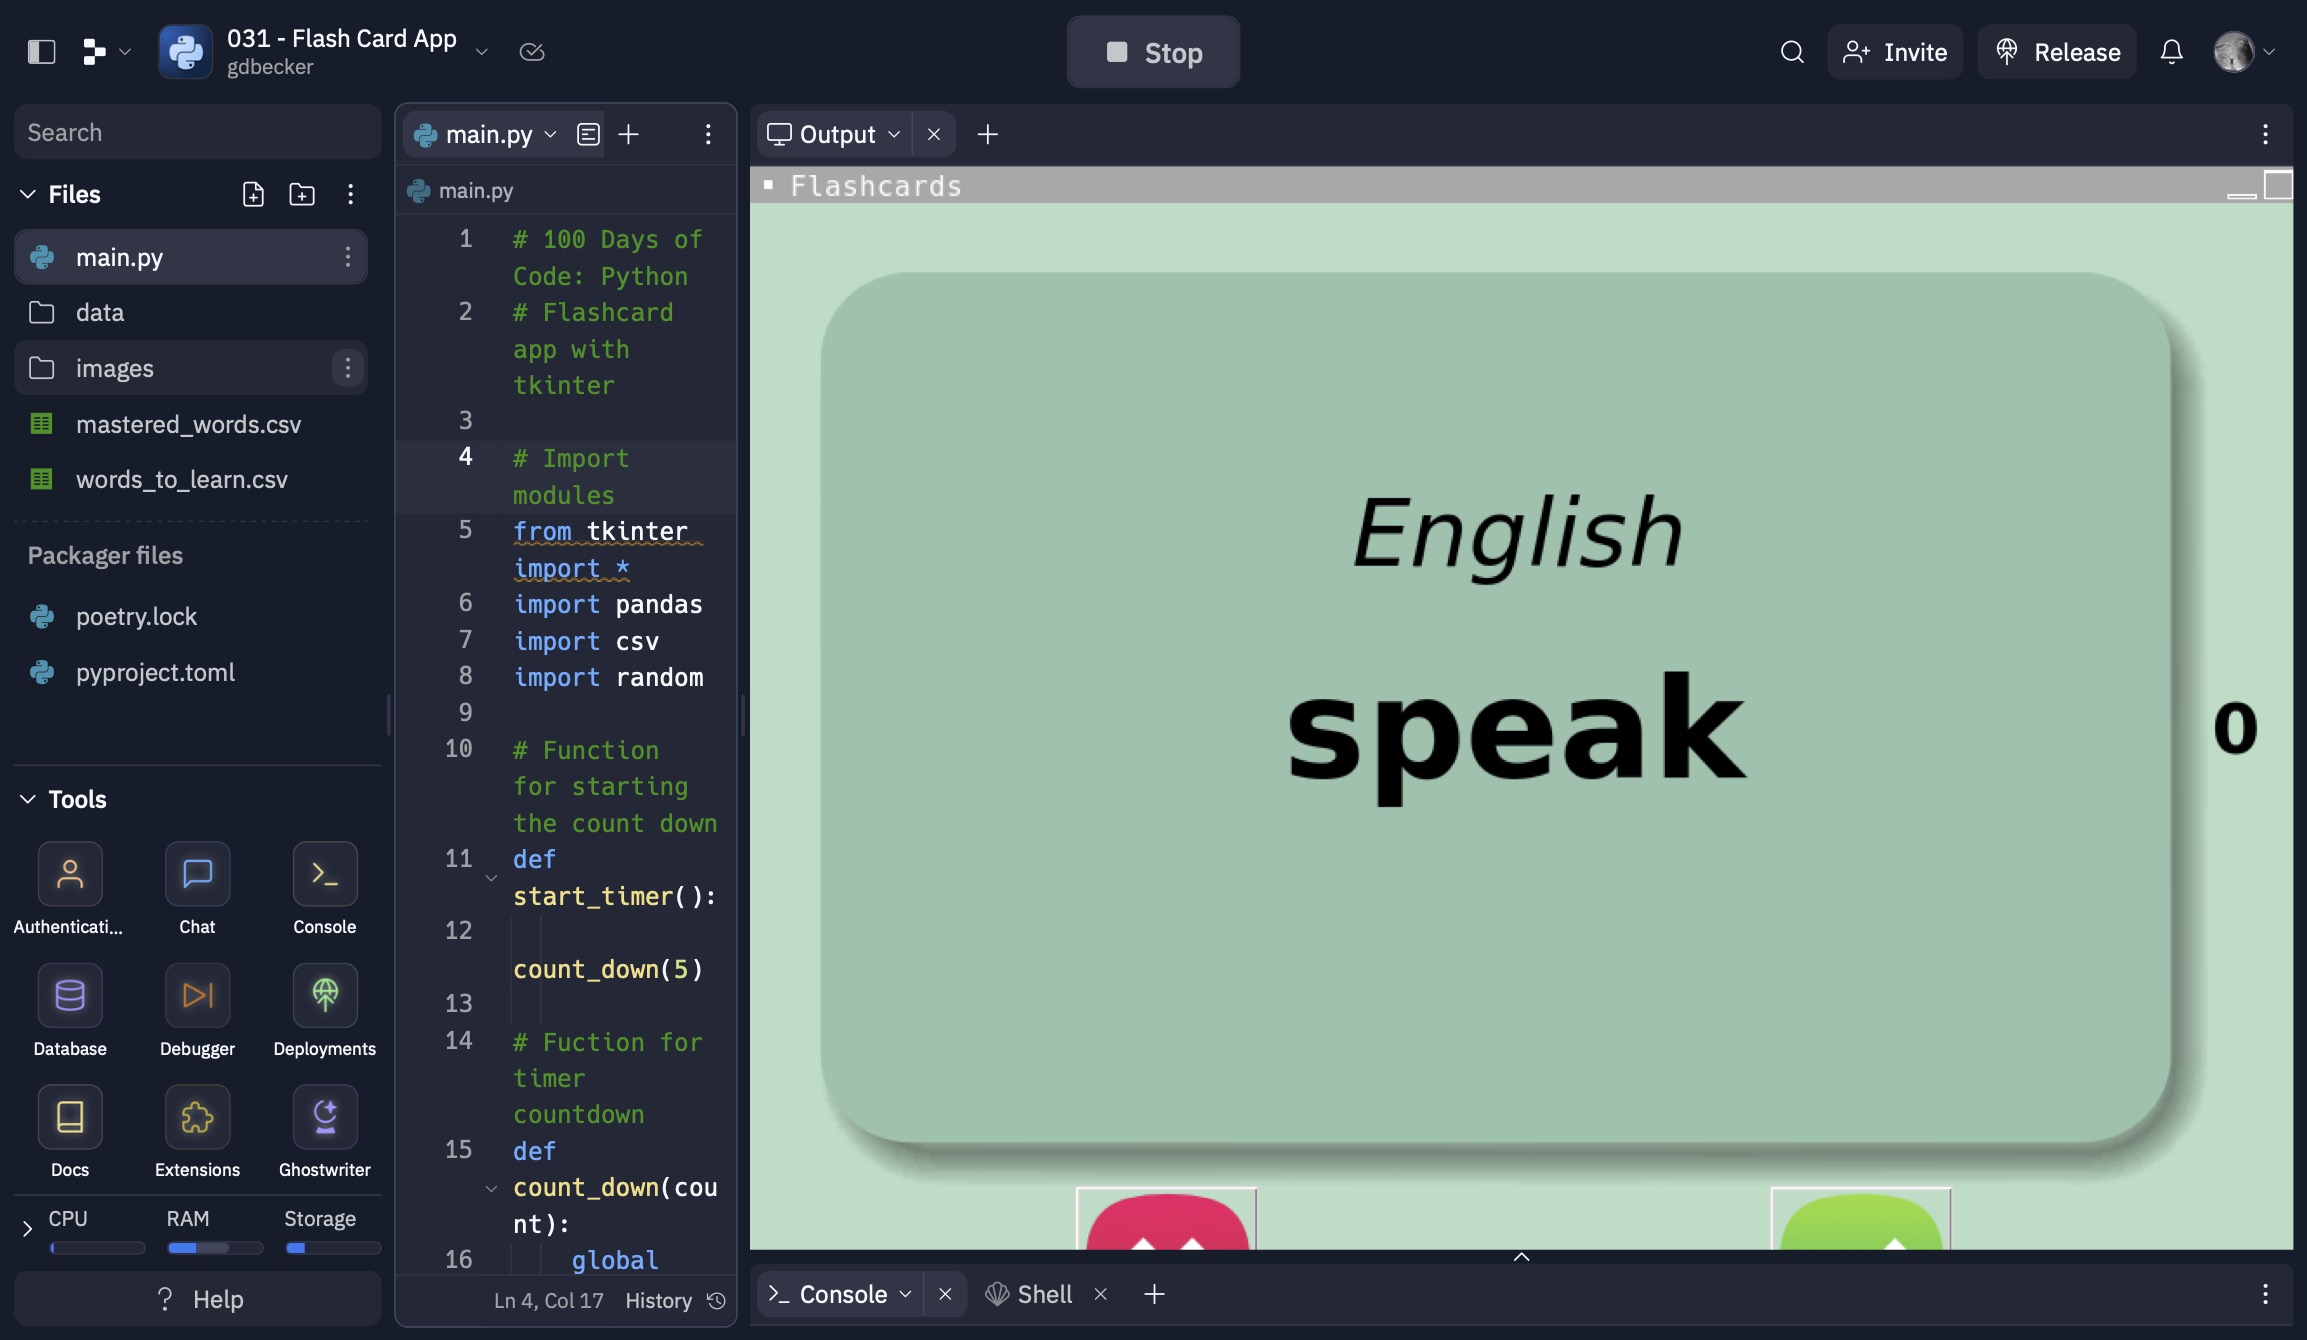 031 - Flash Card App
gdbecker
Stop
Invite
Release
Search
Files
main.py
data
images
mastered_words.csv
words_to_learn.csv
Packager files
poetry.lock
pyproject.toml
Tools
Authenticati...
Chat
Console
Database
Debugger
Deployments
Docs
Extensions
Ghostwriter
CPU
RAM
Storage
? Help
main.py
main.py
1 # 100 Days of
Code: Python
2 # Flashcard
app with
tkinter
3
4 # Import
modules
5 from tkinter
import *
6 import pandas
7 import csv
8 import random
9
10 # Function
for starting
the count down
11 def
start_timer():
12
count_down(5)
13
14 # Fuction for
timer
countdown
15 def
count_down(cou
nt):
16 global
Ln 4, Col 17 History
Output
Flashcards
English
speak
0
Console
Shell